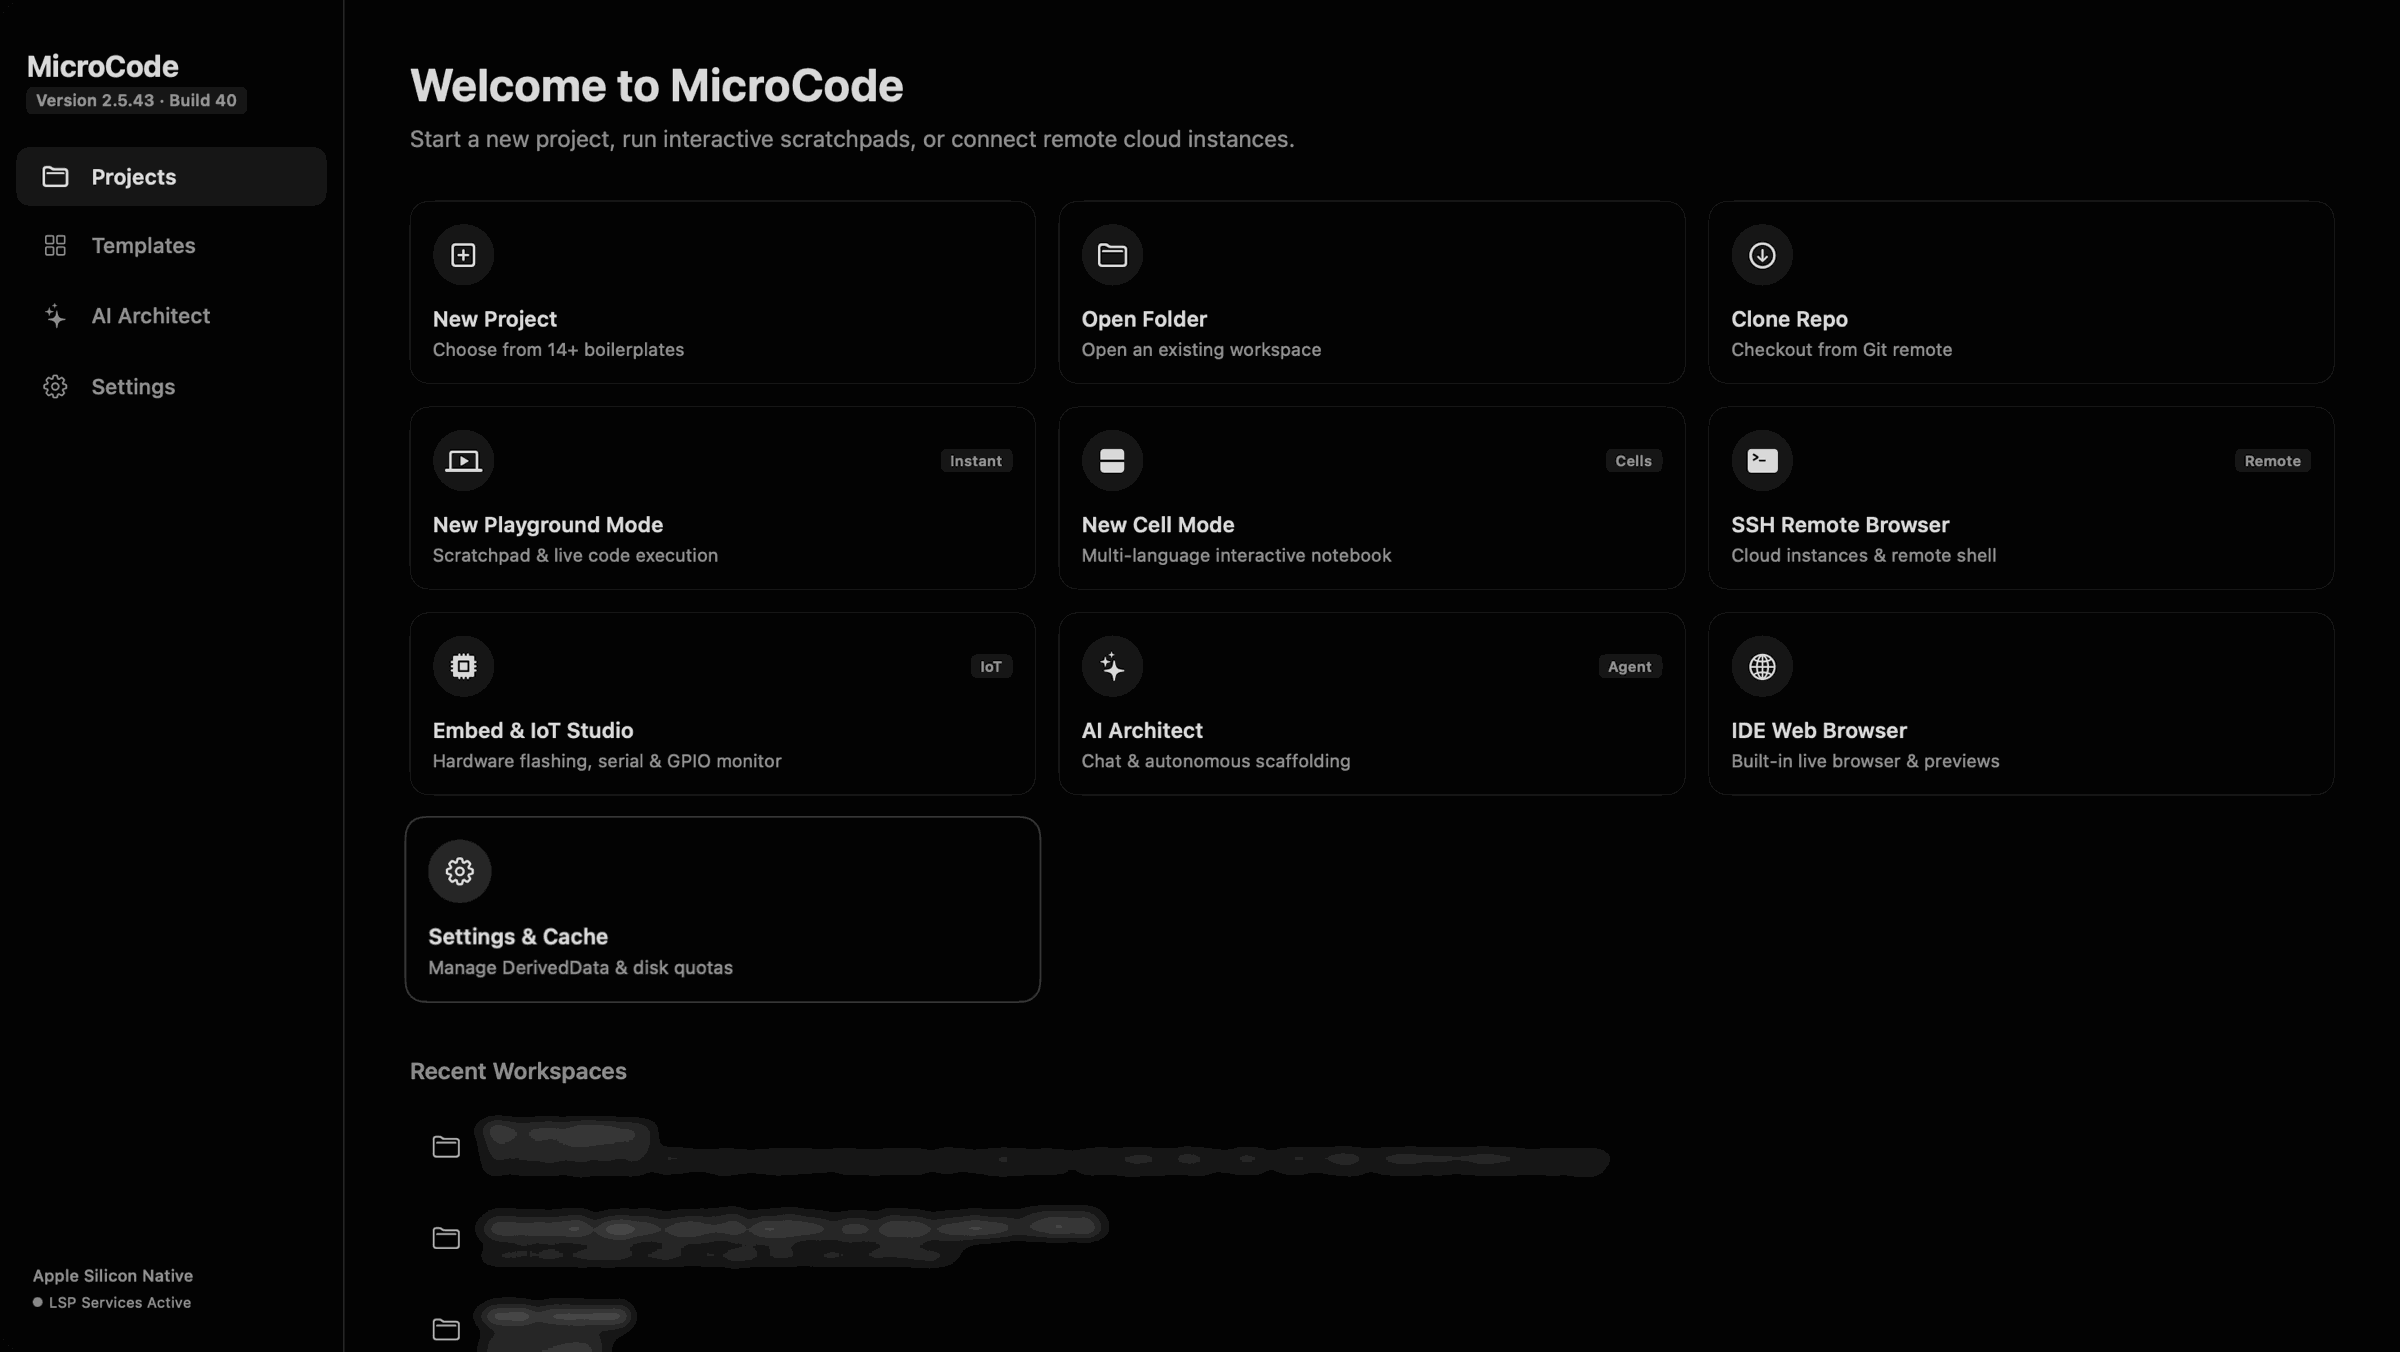 MicroCode
Version 2.5.43 · Build 40
Projects
Templates
AI Architect
Settings
Apple Silicon Native
LSP Services Active
Welcome to MicroCode
Start a new project, run interactive scratchpads, or connect remote cloud instances.
New Project
Choose from 14+ boilerplates
Open Folder
Open an existing workspace
Clone Repo
Checkout from Git remote
Instant
New Playground Mode
Scratchpad & live code execution
Cells
New Cell Mode
Multi-language interactive notebook
Remote
SSH Remote Browser
Cloud instances & remote shell
IoT
Embed & IoT Studio
Hardware flashing, serial & GPIO monitor
Agent
AI Architect
Chat & autonomous scaffolding
IDE Web Browser
Built-in live browser & previews
Settings & Cache
Manage DerivedData & disk quotas
Recent Workspaces